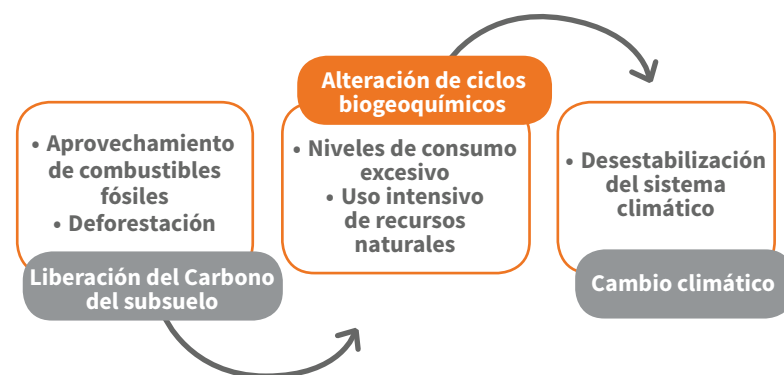 • Aprovechamiento
de combustibles
fósiles
• Deforestación
Liberación del Carbono
del subsuelo
Alteración de ciclos
biogeoquímicos
• Niveles de consumo
excesivo
• Uso intensivo
de recursos
naturales
• Desestabilización
del sistema
climático
Cambio climático